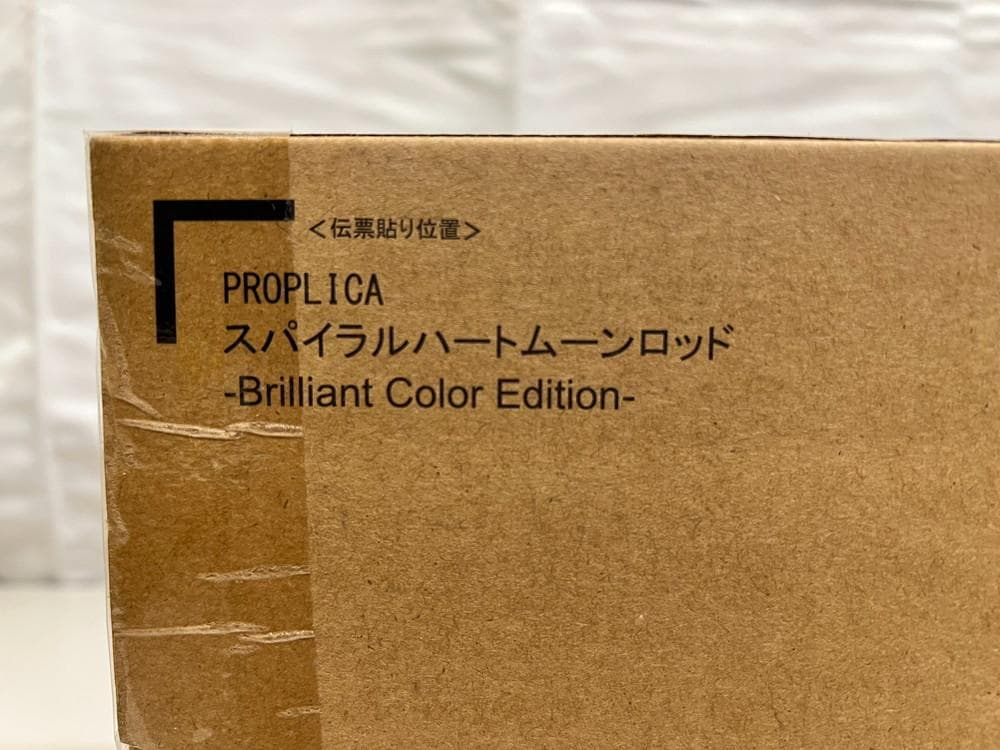 <伝票貼り位置>
PROPLICA
スパイラルハートムーンロッド
-Brilliant Color Edition-